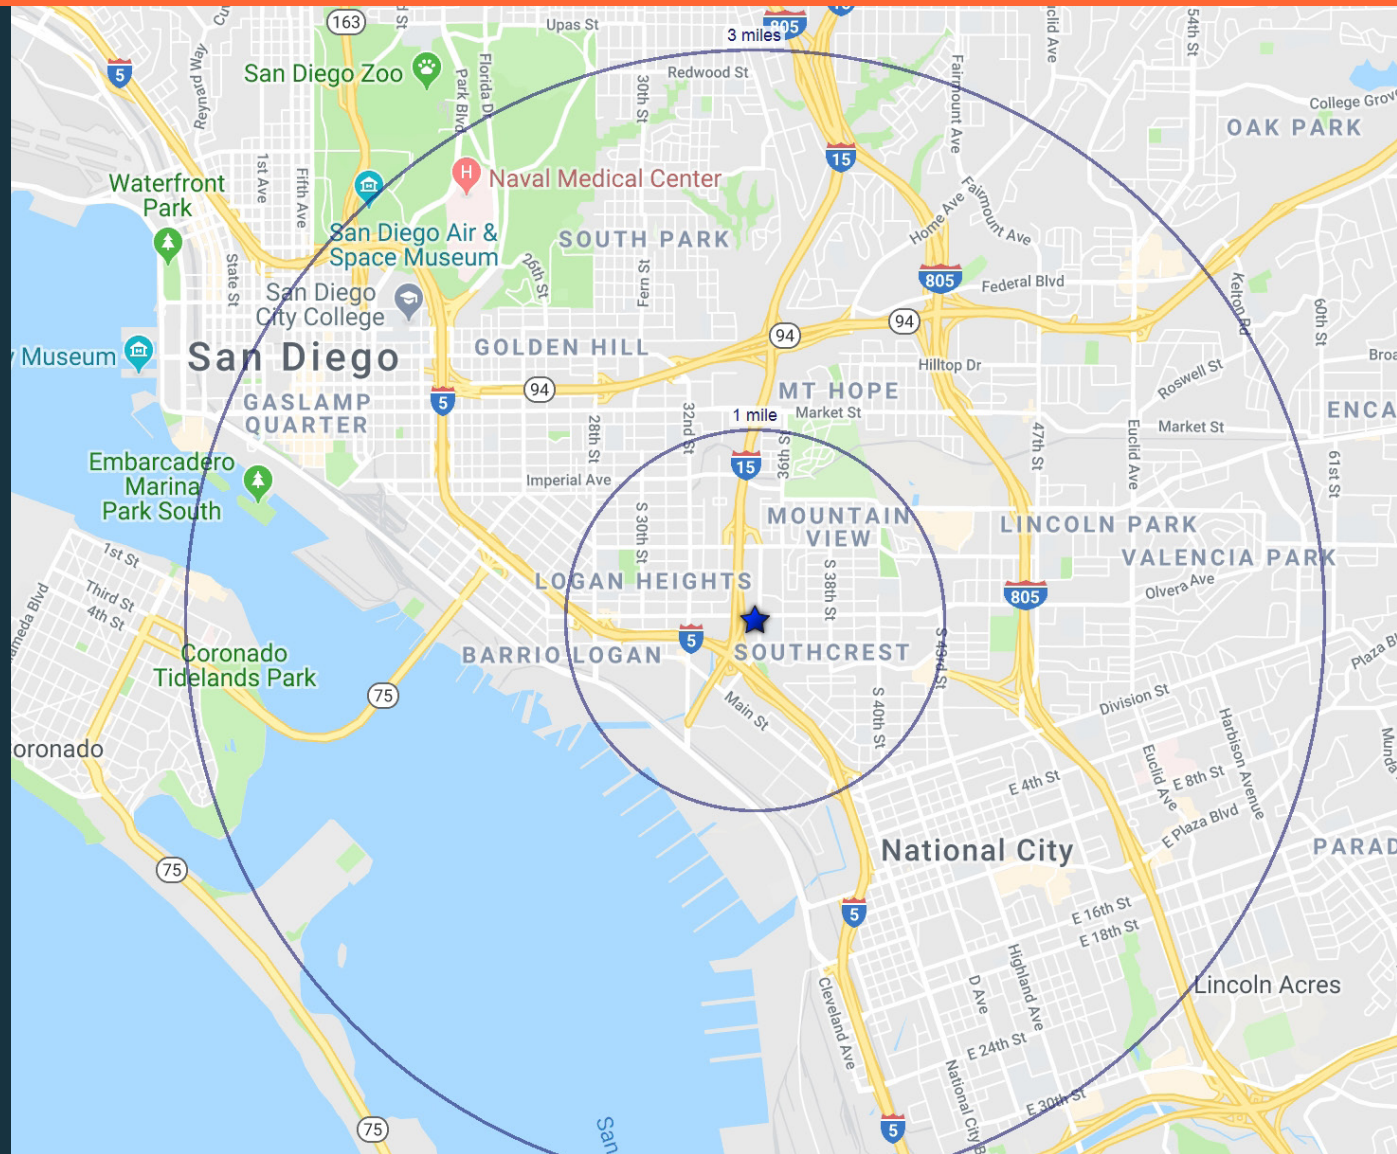 163
805
3 miles
Upas St
54th St
5
San Diego Zoo
Reynard Way
Park Blvd
Florida Dr
30th St
Redwood St
Fairmount Ave
College Grov
OAK PARK
1st Ave
Fifth Ave
15
Waterfront
Park
Naval Medical Center
Fairmount Ave
Home Ave
San Diego Air &
Space Museum
SOUTH PARK
State St
26th St
Fern St
805
Federal Blvd
Kelton Rd
60th St
San Diego
City College
94
94
Museum
San Diego
GOLDEN HILL
Hilltop Dr
Roswell St
94
5
MT HOPE
GASLAMP
QUARTER
1 mile
Market St
28th St
32nd St
36th St
47th St
Euclid Ave
Market St
ENCA
61st St
Embarcadero
Marina
Park South
Imperial Ave
15
S 30th St
MOUNTAIN
VIEW
LINCOLN PARK
VALENCIA PARK
1st St
Third St
4th St
LOGAN HEIGHTS
S 38th St
805
Olvera Ave
5
BARRIO LOGAN
SOUTHCREST
S 43rd St
Plaza B
Coronado
Tidelands Park
75
Main St
S 40th St
Division St
Harbison Avenue
oronado
Euclid Ave
E 4th St
E 8th St
E Plaza Blvd
National City
PARAD
75
5
E 16th St
E 18th St
Cleveland Ave
D Ave
Highland Ave
Lincoln Acres
E 24th St
National City B
E 30th St
75
San
5